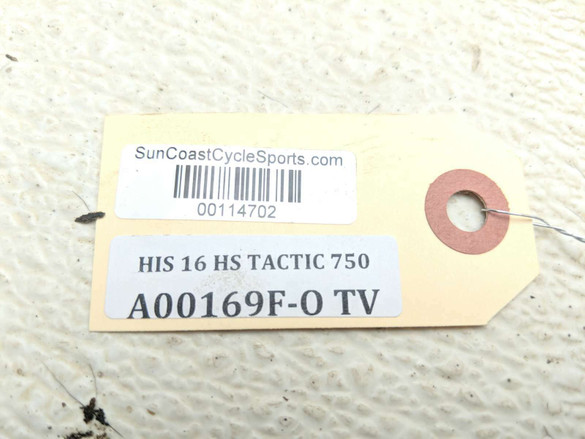 SunCoastCycleSports.com
00114702
HIS 16 HS TACTIC 750
A00169F-O TV